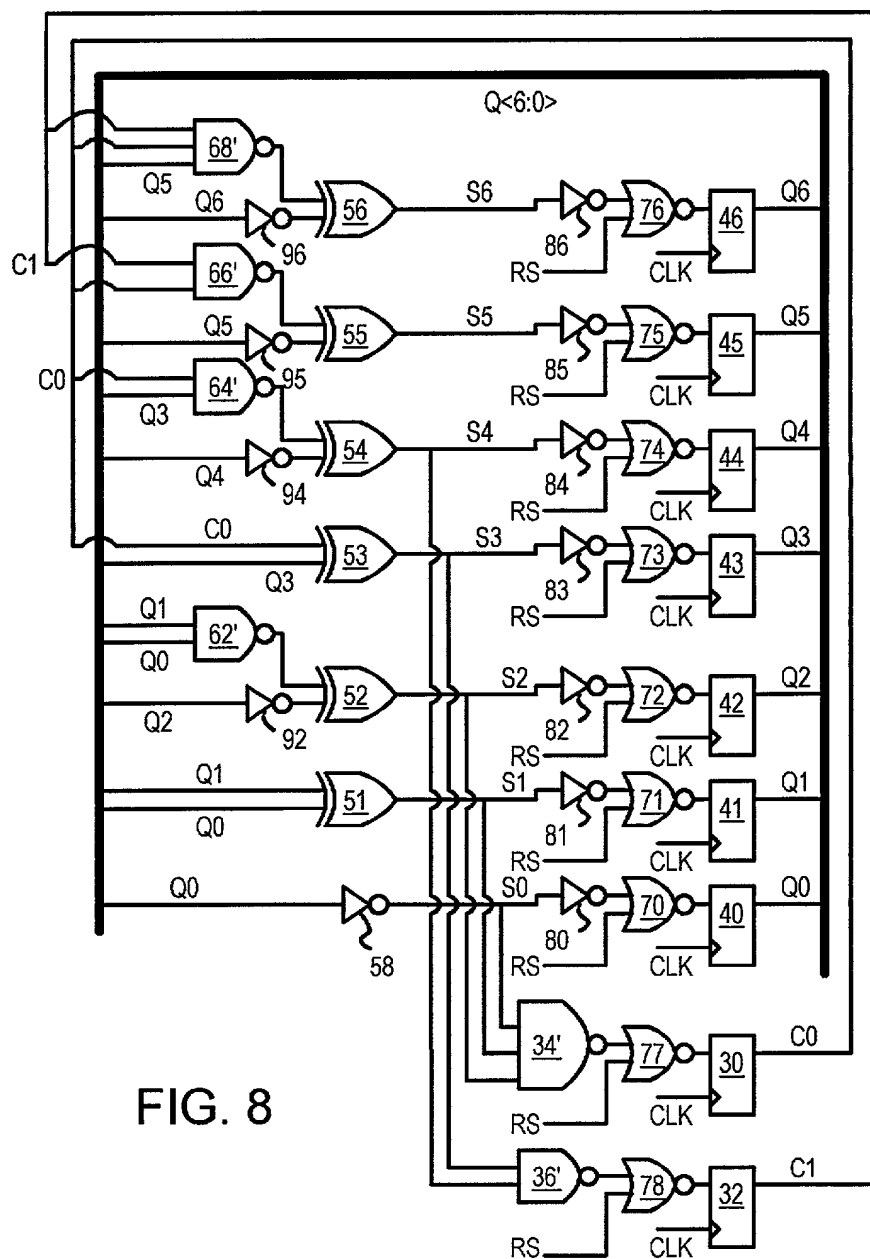 Q<6:0>
68'
Q5
Q6
96
56
S6
86
76
RS
CLK
46
Q6
C1
66'
Q5
95
55
S5
85
75
RS
CLK
45
Q5
C0
64'
Q3
Q4
94
54
S4
84
74
RS
CLK
44
Q4
C0
Q3
53
S3
83
73
RS
CLK
43
Q3
Q1
Q0
62'
Q2
92
52
S2
82
72
RS
CLK
42
Q2
Q1
Q0
51
S1
81
71
RS
CLK
41
Q1
Q0
58
S0
80
70
RS
CLK
40
Q0
34'
77
RS
CLK
30
C0
36'
78
RS
CLK
32
C1
FIG. 8